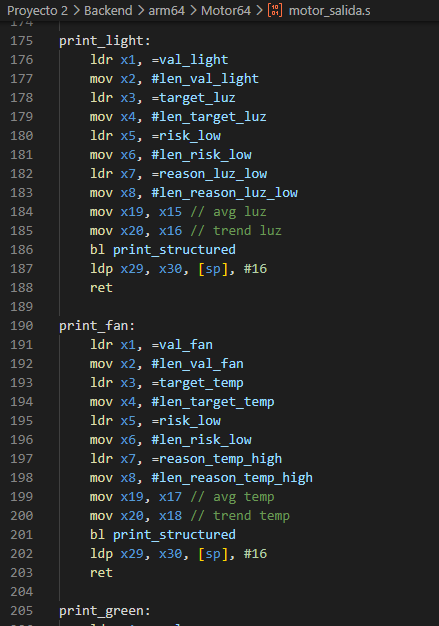 Proyecto 2 > Backend > arm64 > Motor64 > motor_salida.s
174
175 print_light:
176 ldr x1, =val_light
177 mov x2, #len_val_light
178 ldr x3, =target_luz
179 mov x4, #len_target_luz
180 ldr x5, =risk_low
181 mov x6, #len_risk_low
182 ldr x7, =reason_luz_low
183 mov x8, #len_reason_luz_low
184 mov x19, x15 // avg luz
185 mov x20, x16 // trend luz
186 bl print_structured
187 ldp x29, x30, [sp], #16
188 ret
189
190 print_fan:
191 ldr x1, =val_fan
192 mov x2, #len_val_fan
193 ldr x3, =target_temp
194 mov x4, #len_target_temp
195 ldr x5, =risk_low
196 mov x6, #len_risk_low
197 ldr x7, =reason_temp_high
198 mov x8, #len_reason_temp_high
199 mov x19, x17 // avg temp
200 mov x20, x18 // trend temp
201 bl print_structured
202 ldp x29, x30, [sp], #16
203 ret
204
205 print_green: